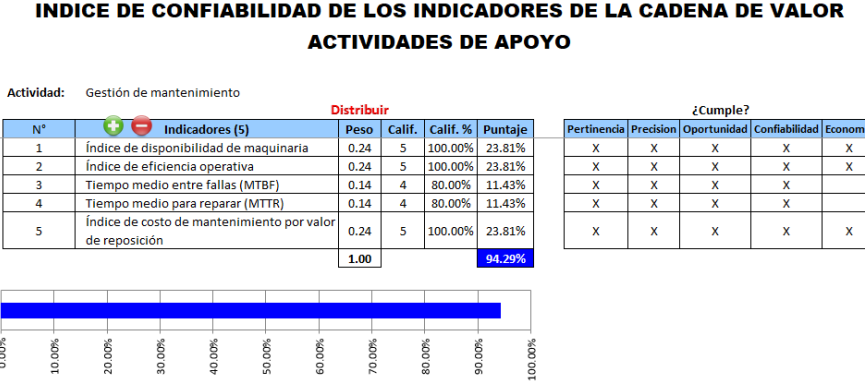 INDICE DE CONFIABILIDAD DE LOS INDICADORES DE LA CADENA DE VALOR
ACTIVIDADES DE APOYO
Actividad: Gestión de mantenimiento
Distribuir ¿Cumple?
N° Indicadores (5) Peso Calif. Calif. % Puntaje Pertinencia Precision Oportunidad Confiabilidad Econom
1 Índice de disponibilidad de maquinaria 0.24 5 100.00% 23.81% X X X X X
2 Índice de eficiencia operativa 0.24 5 100.00% 23.81% X X X X X
3 Tiempo medio entre fallas (MTBF) 0.14 4 80.00% 11.43% X X X X
4 Tiempo medio para reparar (MTTR) 0.14 4 80.00% 11.43% X X X X
5 Índice de costo de mantenimiento por valor
de reposición 0.24 5 100.00% 23.81% X X X X X
1.00 94.29%
0.00% 10.00% 20.00% 30.00% 40.00% 50.00% 60.00% 70.00% 80.00% 90.00% 100.00%